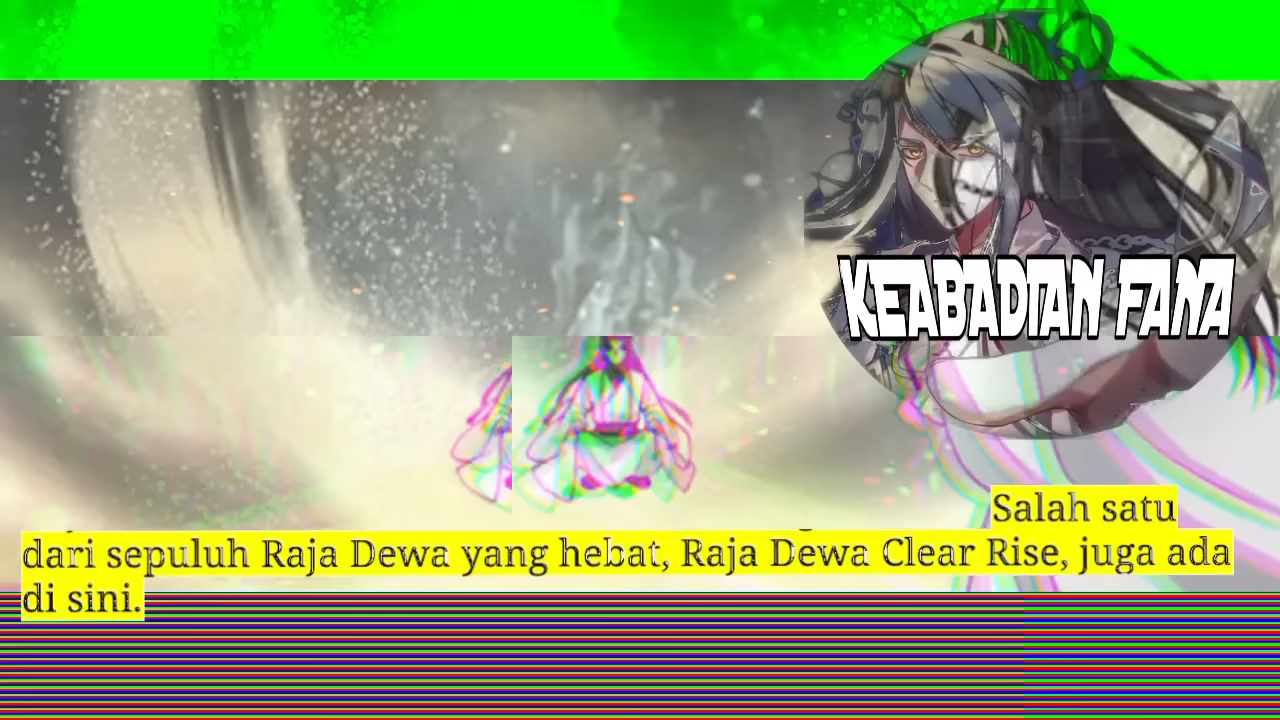 KEABADIAN FANA
Salah satu
dari sepuluh Raja Dewa yang hebat, Raja Dewa Clear Rise, juga ada
di sini.